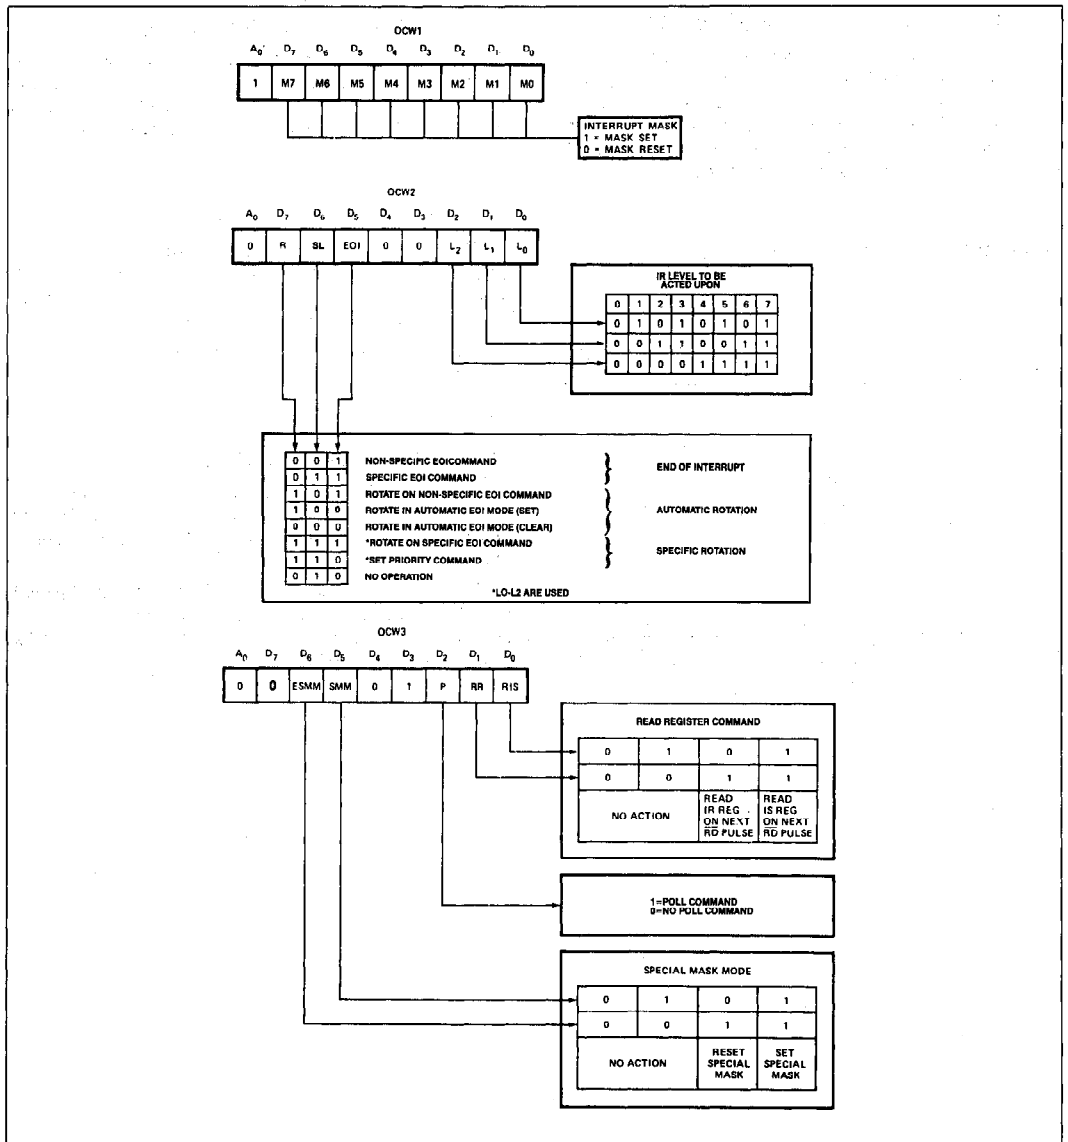 OCW1
A0 D7 D6 D5 D4 D3 D2 D1 D0
1 M7 M6 M5 M4 M3 M2 M1 M0
INTERRUPT MASK
1 = MASK SET
0 = MASK RESET
OCW2
A0 D7 D6 D5 D4 D3 D2 D1 D0
0 R SL EOI 0 0 L2 L1 L0
IR LEVEL TO BE
ACTED UPON
0 1 2 3 4 5 6 7
0 1 0 1 0 1 0 1
0 0 1 1 0 0 1 1
0 0 0 0 1 1 1 1
0 0 1 NON-SPECIFIC EOICOMMAND
0 1 1 SPECIFIC EOI COMMAND
END OF INTERRUPT
1 0 1 ROTATE ON NON-SPECIFIC EOI COMMAND
1 0 0 ROTATE IN AUTOMATIC EOI MODE (SET)
0 0 0 ROTATE IN AUTOMATIC EOI MODE (CLEAR)
AUTOMATIC ROTATION
1 1 1 *ROTATE ON SPECIFIC EOI COMMAND
1 1 0 *SET PRIORITY COMMAND
SPECIFIC ROTATION
0 1 0 NO OPERATION
*LO-L2 ARE USED
OCW3
A0 D7 D6 D5 D4 D3 D2 D1 D0
0 0 ESMM SMM 0 1 P RR RIS
READ REGISTER COMMAND
0 1 0 1
0 0 1 1
NO ACTION
READ
IR REG
ON NEXT
RD PULSE
READ
IS REG
ON NEXT
RD PULSE
1=POLL COMMAND
0=NO POLL COMMAND
SPECIAL MASK MODE
0 1 0 1
0 0 1 1
NO ACTION
RESET
SPECIAL
MASK
SET
SPECIAL
MASK